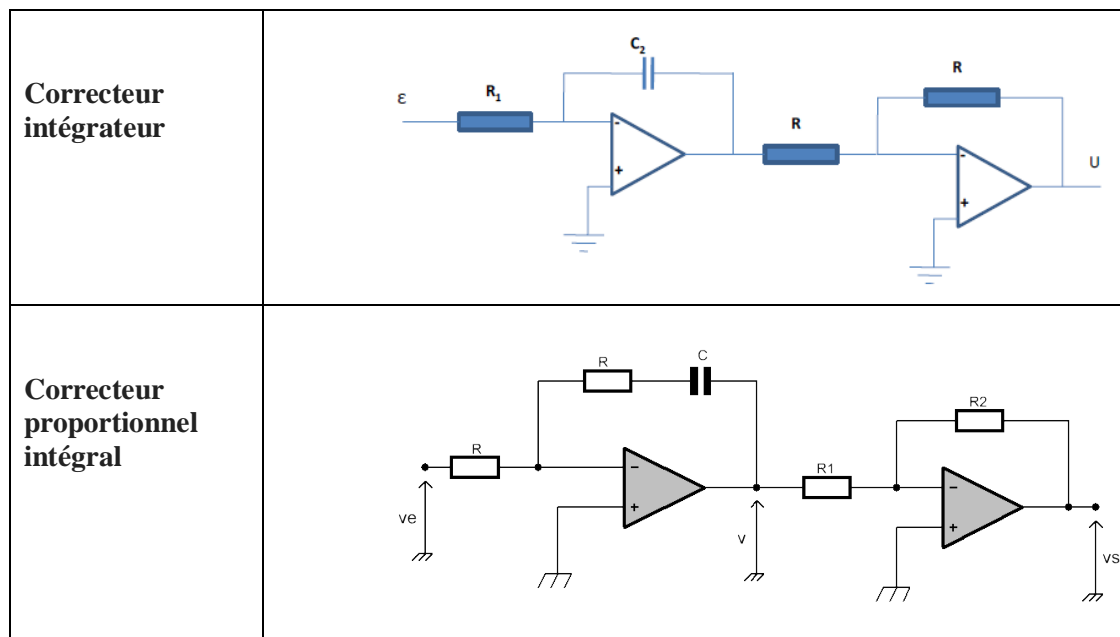 Correcteur
intégrateur
C₂
R
ε
R₁
R
-
+
-
+
U
Correcteur
proportionnel
intégral
R
C
R2
R
R1
-
+
-
+
ve
v
vs